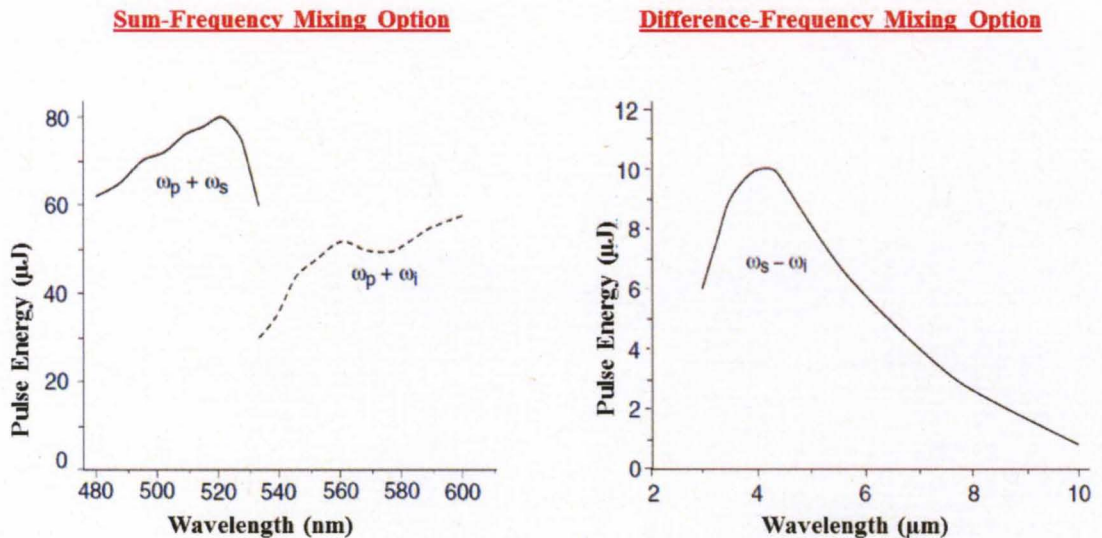 Sum-Frequency Mixing Option
Pulse Energy (µJ)
80
60
40
20
0
ωp + ωs
ωp + ωi
480 500 520 540 560 580 600
Wavelength (nm)
Difference-Frequency Mixing Option
Pulse Energy (µJ)
12
10
8
6
4
2
0
ωs − ωi
2 4 6 8 10
Wavelength (µm)